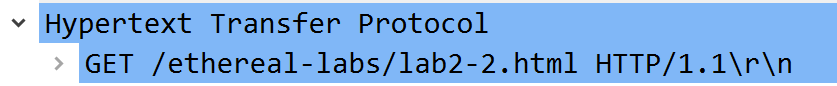 Hypertext Transfer Protocol
GET /ethereal-labs/lab2-2.html HTTP/1.1\r\n